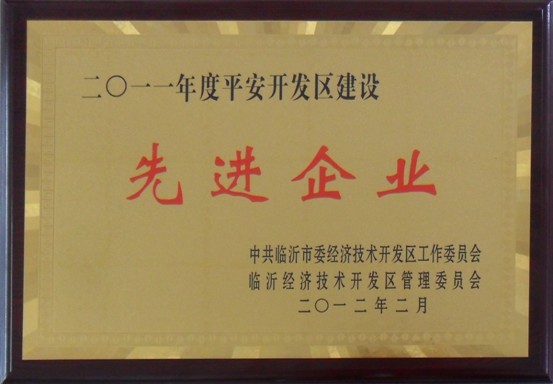 二〇一一年度平安开发区建设
先进企业
中共临沂市委经济技术开发区工作委员会
临沂经济技术开发区管理委员会
二〇一二年二月